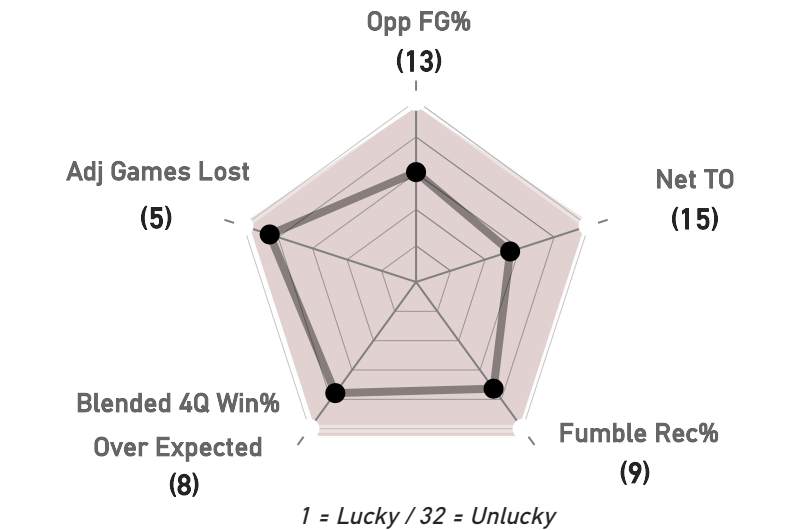 Opp FG%
(13)
Adj Games Lost
(5)
Net TO
(15)
Blended 4Q Win%
Over Expected
(8)
Fumble Rec%
(9)
1 = Lucky / 32 = Unlucky